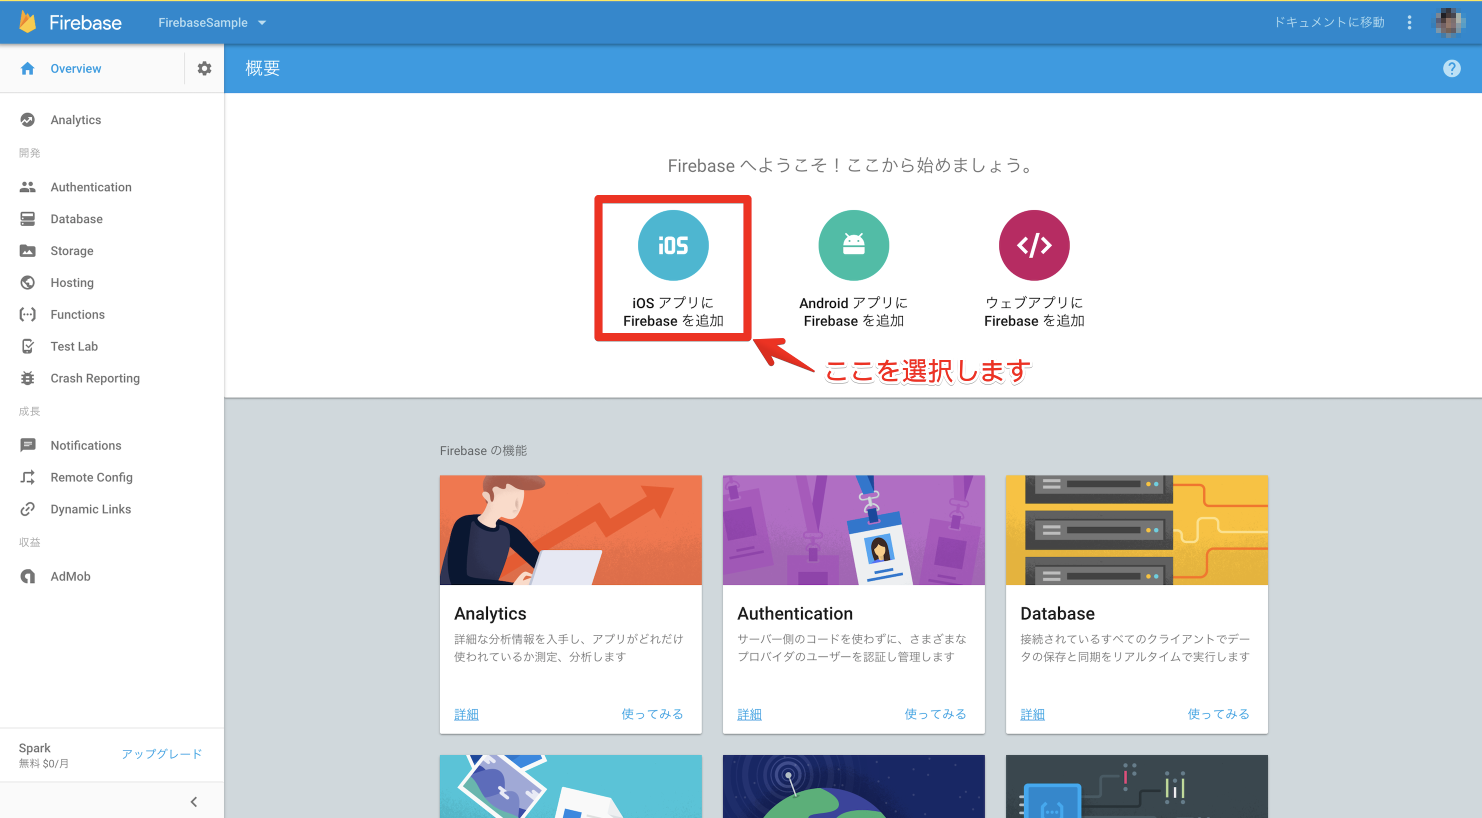 Firebase
FirebaseSample
ドキュメントに移動
Overview
概要
Analytics
開発
Authentication
Database
Storage
Hosting
Functions
Test Lab
Crash Reporting
成長
Notifications
Remote Config
Dynamic Links
収益
AdMob
Spark
無料 $0/月
アップグレード
Firebase へようこそ！ここから始めましょう。
iOS
iOS アプリに
Firebase を追加
Android アプリに
Firebase を追加
ウェブアプリに
Firebase を追加
ここを選択します
Firebase の機能
Analytics
詳細な分析情報を入手し、アプリがどれだけ
使われているか測定、分析します
詳細
使ってみる
Authentication
サーバー側のコードを使わずに、さまざまな
プロバイダのユーザーを認証し管理します
詳細
使ってみる
Database
接続されているすべてのクライアントでデー
タの保存と同期をリアルタイムで実行します
詳細
使ってみる